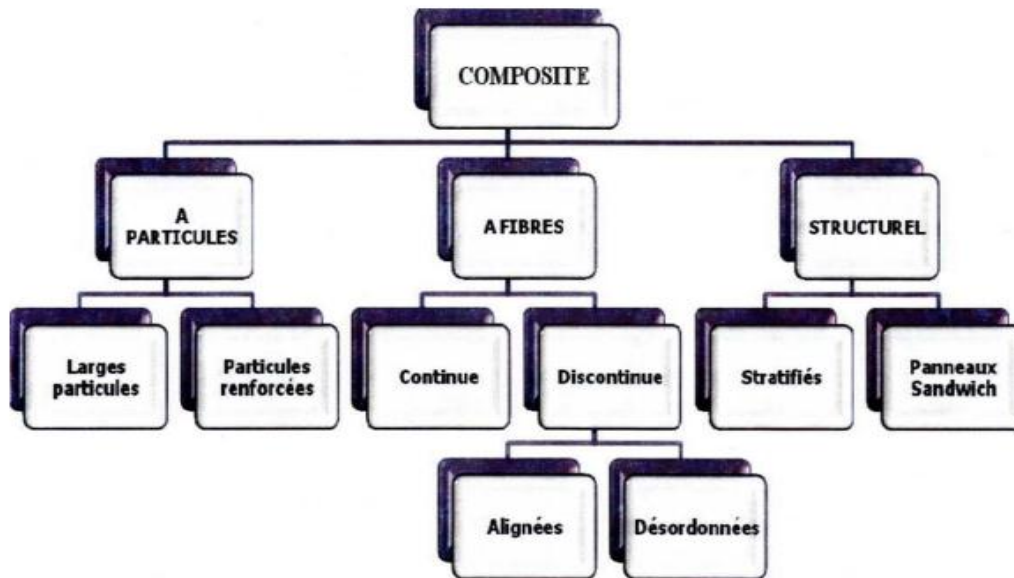 COMPOSITE
A
PARTICULES
A FIBRES
STRUCTUREL
Larges
particules
Particules
renforcées
Continue
Discontinue
Stratifiés
Panneaux
Sandwich
Alignées
Désordonnées